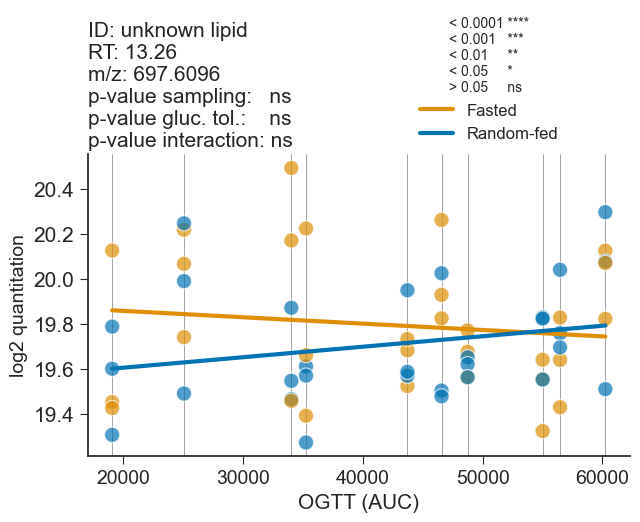 ID: unknown lipid
RT: 13.26
m/z: 697.6096
p-value sampling: ns
p-value gluc. tol.: ns
p-value interaction: ns
< 0.0001 ****
< 0.001 ***
< 0.01 **
< 0.05 *
> 0.05 ns
Fasted
Random-fed
log2 quantitation
20.4
20.2
20.0
19.8
19.6
19.4
20000 30000 40000 50000 60000
OGTT (AUC)